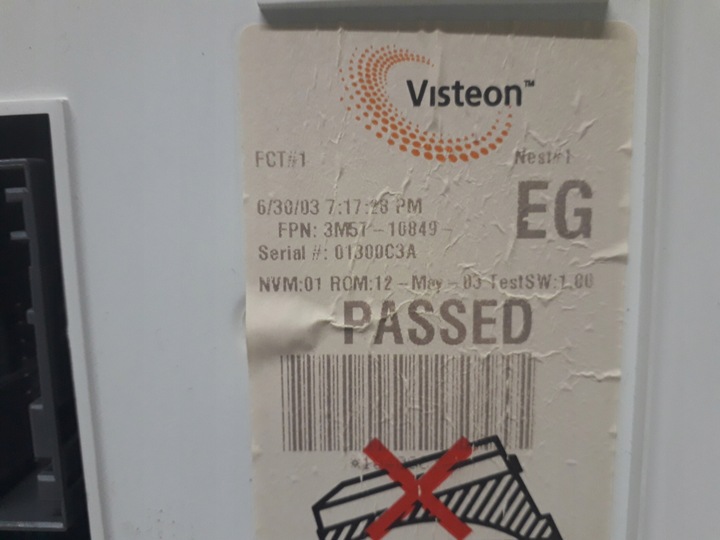 Visteon™
FCT#1 Nest#1
6/30/03 7:17:28 PM
EG
FPN: 3M57-10849-
Serial #: 01300C3A
NVM:01 ROM:12-May-03 TestSW:1.00
PASSED